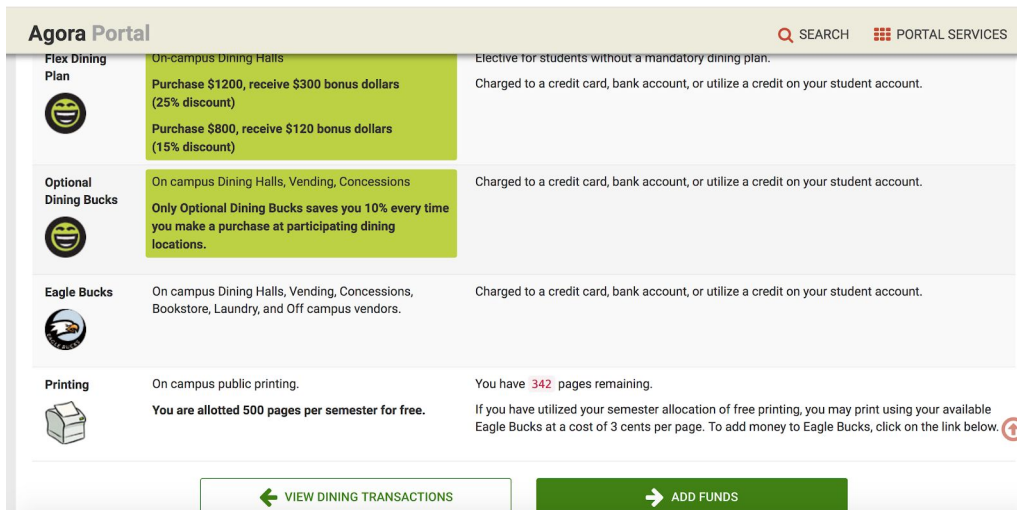 Agora Portal
SEARCH
PORTAL SERVICES
Flex Dining
Plan
On-campus Dining Halls
Purchase $1200, receive $300 bonus dollars
(25% discount)
Purchase $800, receive $120 bonus dollars
(15% discount)
Elective for students without a mandatory dining plan.
Charged to a credit card, bank account, or utilize a credit on your student account.
Optional
Dining Bucks
On campus Dining Halls, Vending, Concessions
Only Optional Dining Bucks saves you 10% every time
you make a purchase at participating dining
locations.
Charged to a credit card, bank account, or utilize a credit on your student account.
Eagle Bucks
EAGLE BUCKS
On campus Dining Halls, Vending, Concessions,
Bookstore, Laundry, and Off campus vendors.
Charged to a credit card, bank account, or utilize a credit on your student account.
Printing
On campus public printing.
You are allotted 500 pages per semester for free.
You have 342 pages remaining.
If you have utilized your semester allocation of free printing, you may print using your available
Eagle Bucks at a cost of 3 cents per page. To add money to Eagle Bucks, click on the link below.
VIEW DINING TRANSACTIONS
ADD FUNDS